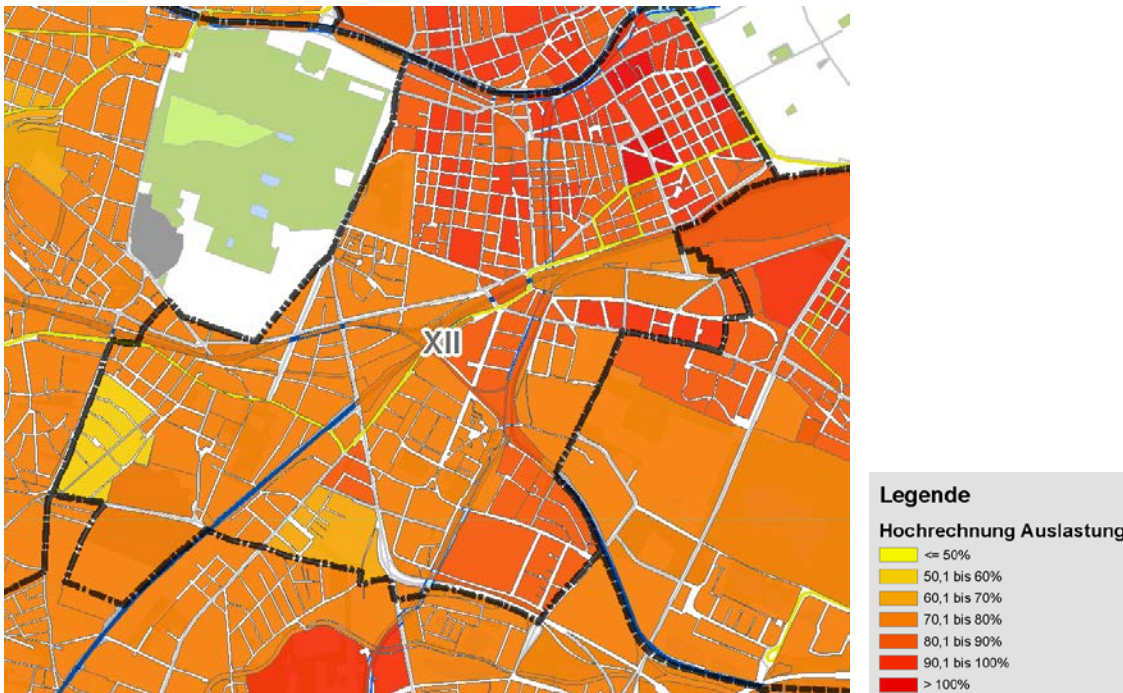 XII
Legende
Hochrechnung Auslastung
<= 50%
50,1 bis 60%
60,1 bis 70%
70,1 bis 80%
80,1 bis 90%
90,1 bis 100%
> 100%